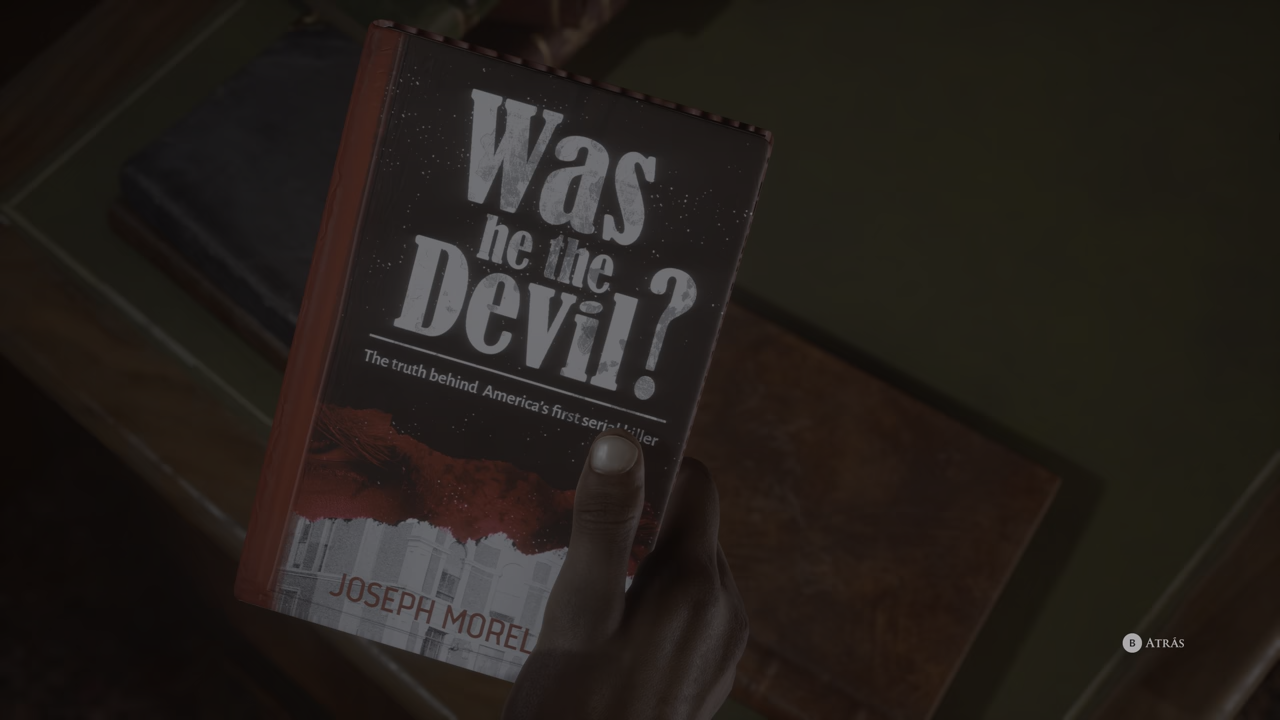 Was
he the
Devil?
The truth behind America's first serial killer
JOSEPH MOREL
B ATRÁS